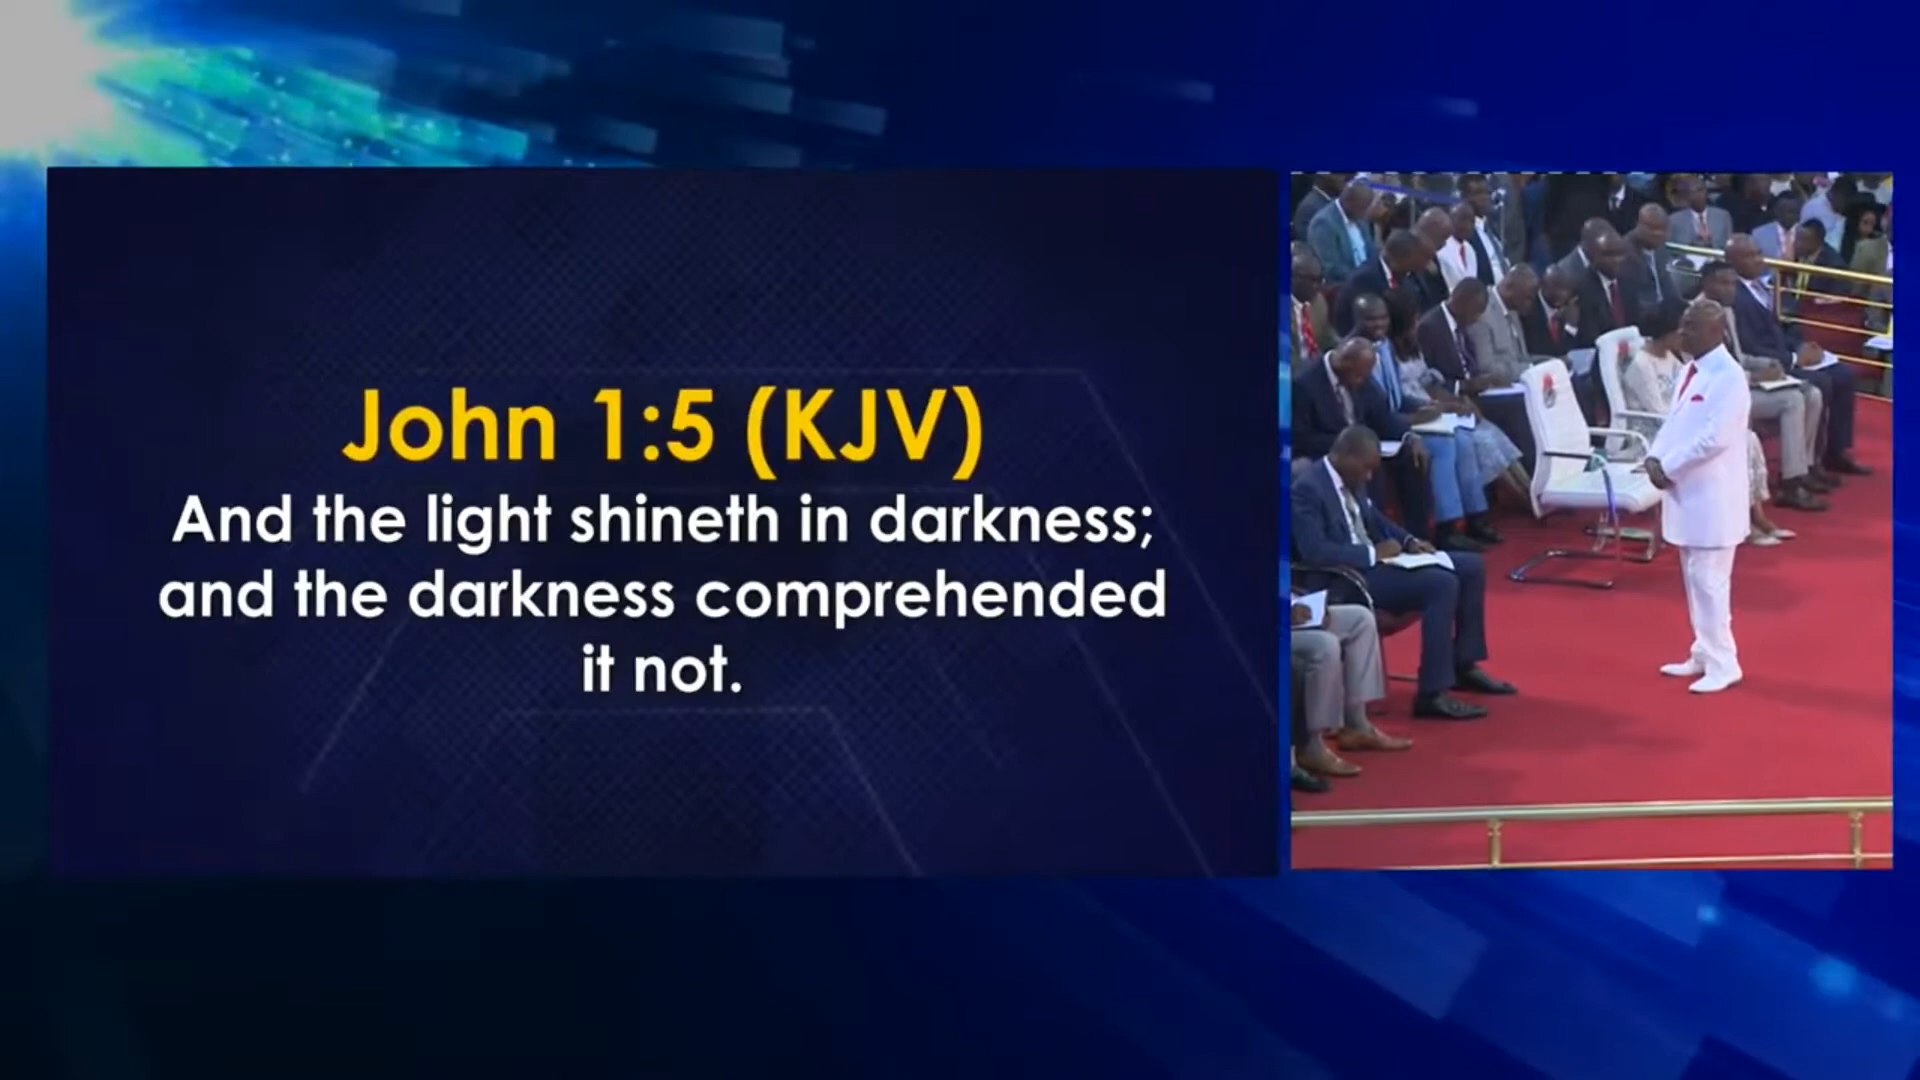 John 1:5 (KJV)
And the light shineth in darkness;
and the darkness comprehended
it not.